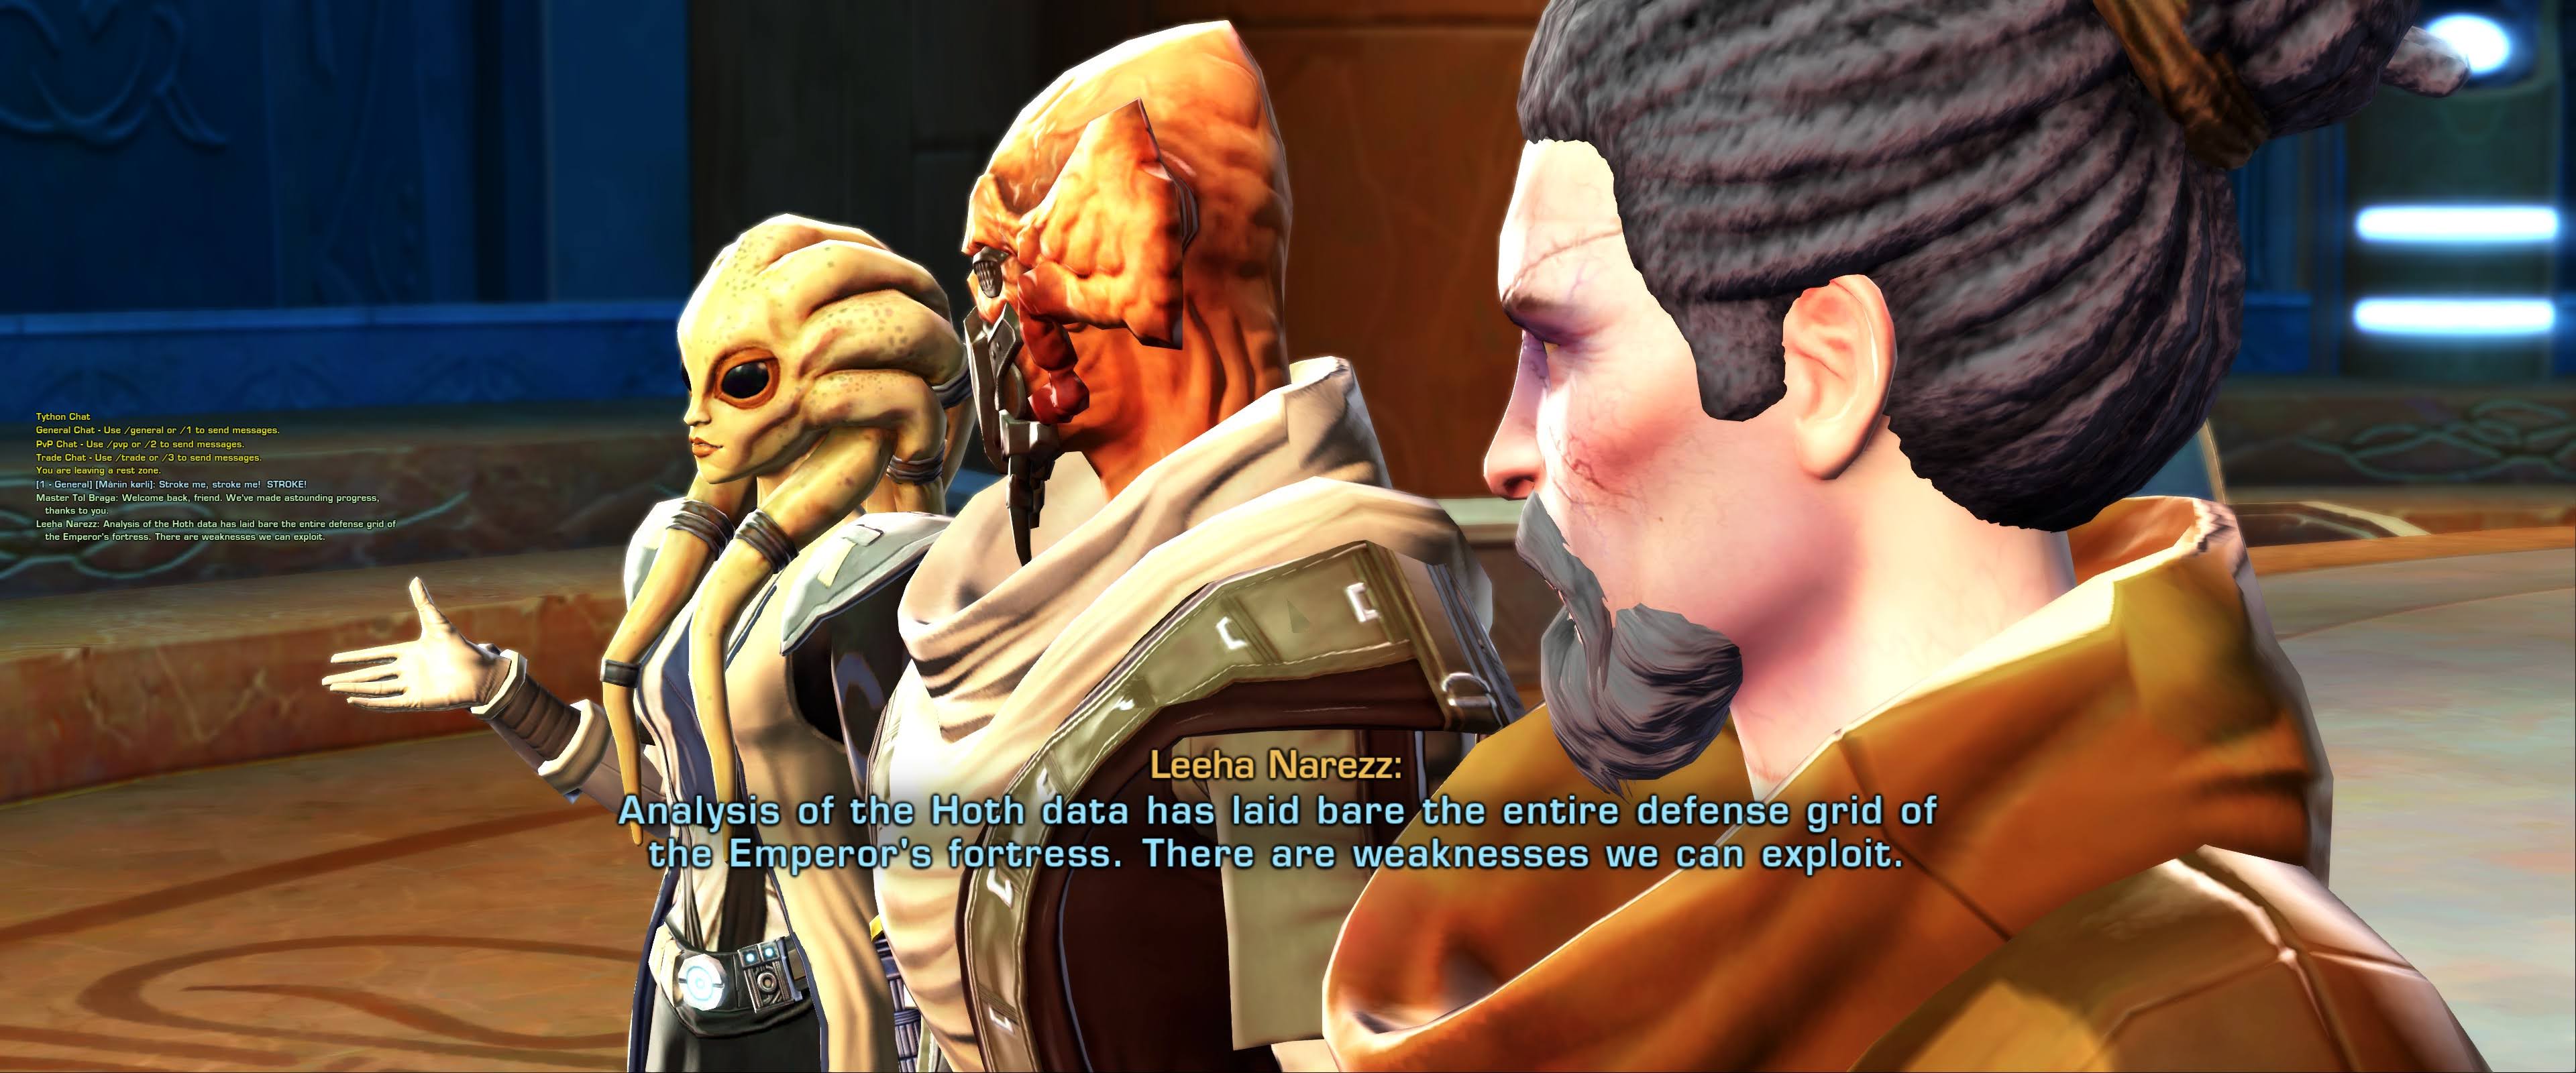 Tython Chat
General Chat - Use /general or /1 to send messages.
PvP Chat - Use /pvp or /2 to send messages.
Trade Chat - Use /trade or /3 to send messages.
You are leaving a rest zone.
[1 - General] [Máriin kørli]: Stroke me, stroke me!  STROKE!
Master Tol Braga: Welcome back, friend. We've made astounding progress,
thanks to you.
Leeha Narezz: Analysis of the Hoth data has laid bare the entire defense grid of
the Emperor's fortress. There are weaknesses we can exploit.
Leeha Narezz:
Analysis of the Hoth data has laid bare the entire defense grid of
the Emperor's fortress. There are weaknesses we can exploit.